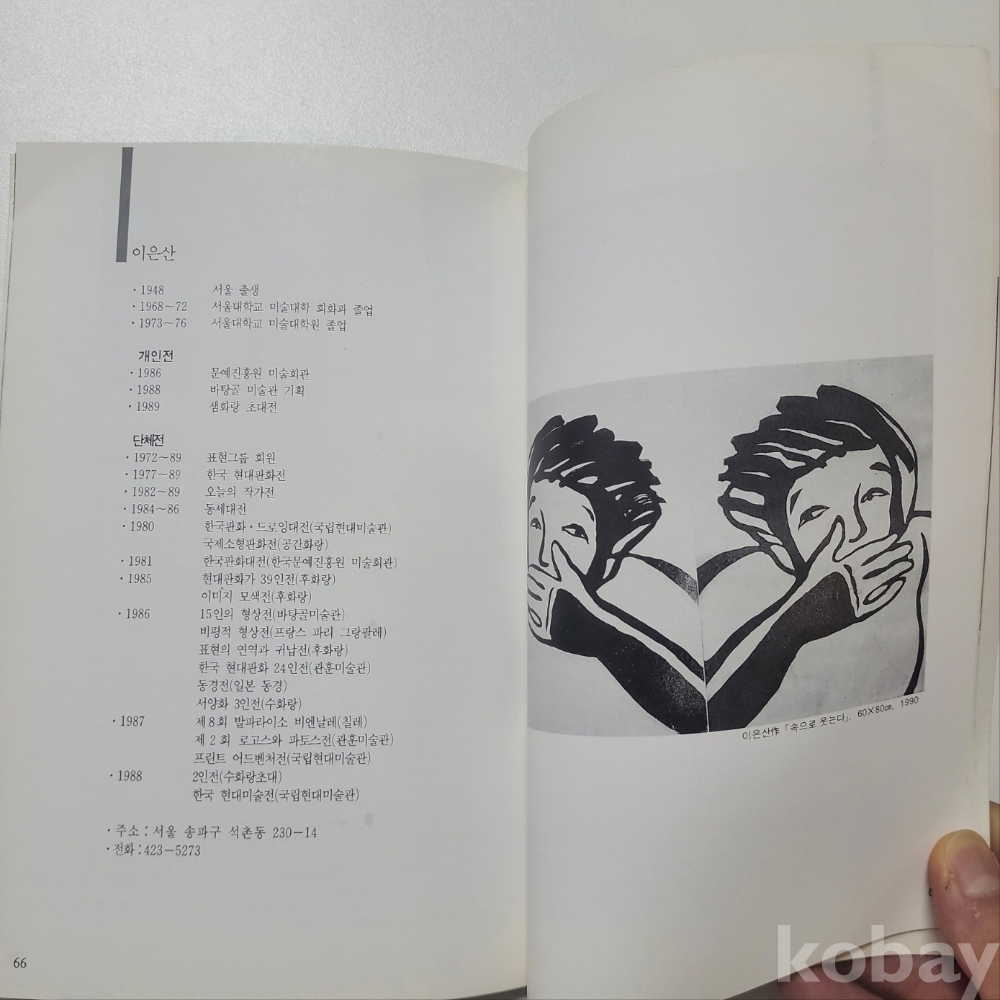 이은산
· 1948 서울 출생
· 1968~72 서울대학교 미술대학 회화과 졸업
· 1973~76 서울대학교 미술대학원 졸업
개인전
· 1986 문예진흥원 미술회관
· 1988 바탕골 미술관 기획
· 1989 샘화랑 초대전
단체전
· 1972~89 표현그룹 회원
· 1977~89 한국 현대판화전
· 1982~89 오늘의 작가전
· 1984~86 동세대전
· 1980 한국판화·드로잉대전(국립현대미술관)
국제소형판화전(공간화랑)
· 1981 한국판화대전(한국문예진흥원 미술회관)
· 1985 현대판화가 39인전(후화랑)
이미지 모색전(후화랑)
· 1986 15인의 형상전(바탕골미술관)
비평적 형상전(프랑스 파리 그랑팔레)
표현의 연역과 귀납전(후화랑)
한국 현대판화 24인전(관훈미술관)
동경전(일본 동경)
서양화 3인전(수화랑)
· 1987 제 8회 발파라이소 비엔날레(칠레)
제 2 회 로고스와 파토스전(관훈미술관)
프린트 어드벤처전(국립현대미술관)
· 1988 2인전(수화랑초대)
한국 현대미술전(국립현대미술관)
· 주소 : 서울 송파구 석촌동 230-14
· 전화 : 423-5273
66
이은산作 「속으로 웃는다」. 60×80㎝, 1990
kobay